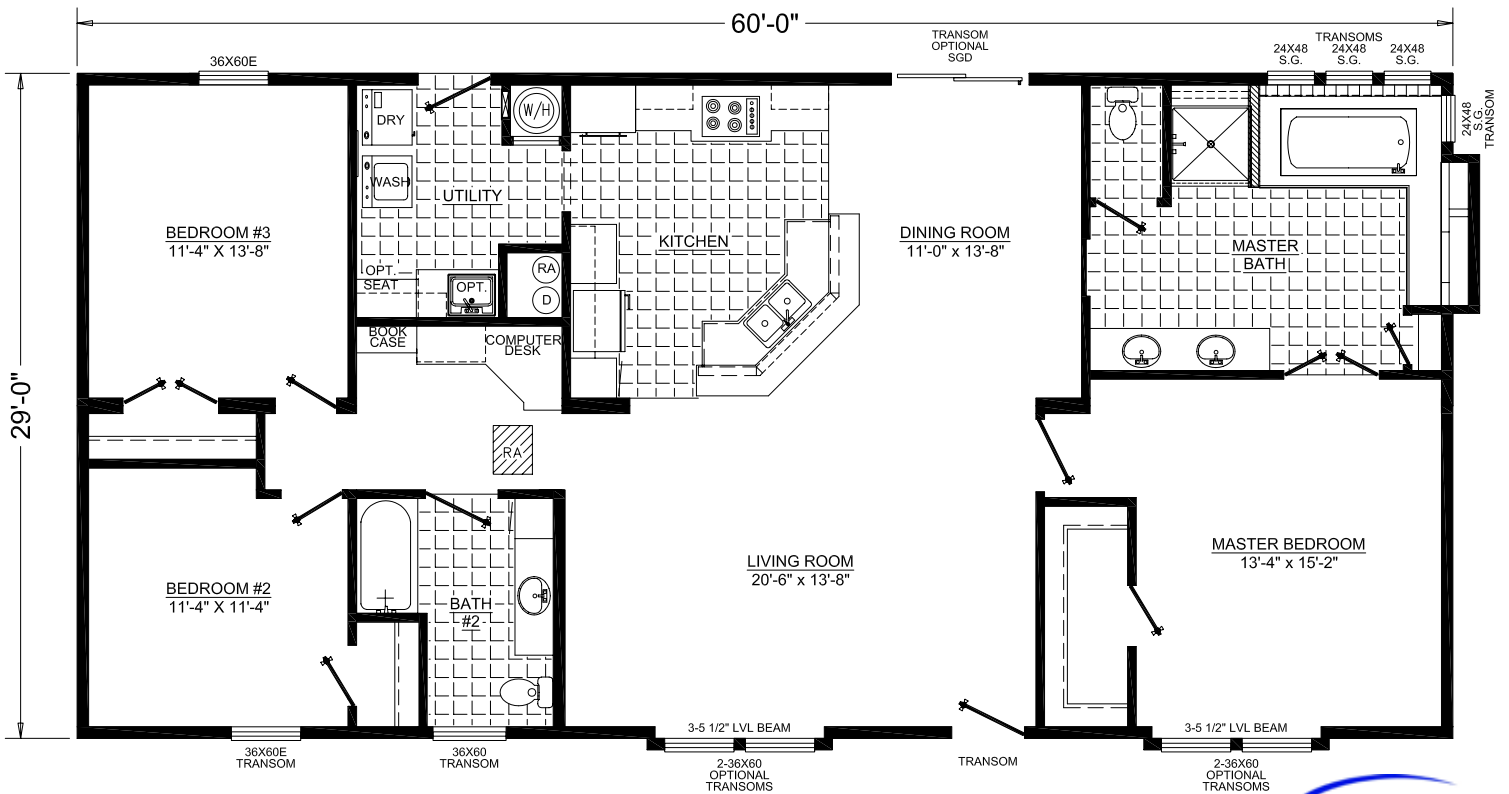 60'-0"
TRANSOM
OPTIONAL
SGD
TRANSOMS
24X48
S.G.
24X48
S.G.
24X48
S.G.
36X60E
24X48
S.G.
TRANSOM
29'-0"
DRY
W/H
WASH
UTILITY
BEDROOM #3
11'-4" X 13'-8"
KITCHEN
DINING ROOM
11'-0" x 13'-8"
MASTER
BATH
OPT.
SEAT
OPT.
RA
D
BOOK
CASE
COMPUTER
DESK
RA
BEDROOM #2
11'-4" X 11'-4"
BATH
#2
LIVING ROOM
20'-6" x 13'-8"
MASTER BEDROOM
13'-4" x 15'-2"
3-5 1/2" LVL BEAM
3-5 1/2" LVL BEAM
36X60E
TRANSOM
36X60
TRANSOM
2-36X60
OPTIONAL
TRANSOMS
TRANSOM
2-36X60
OPTIONAL
TRANSOMS